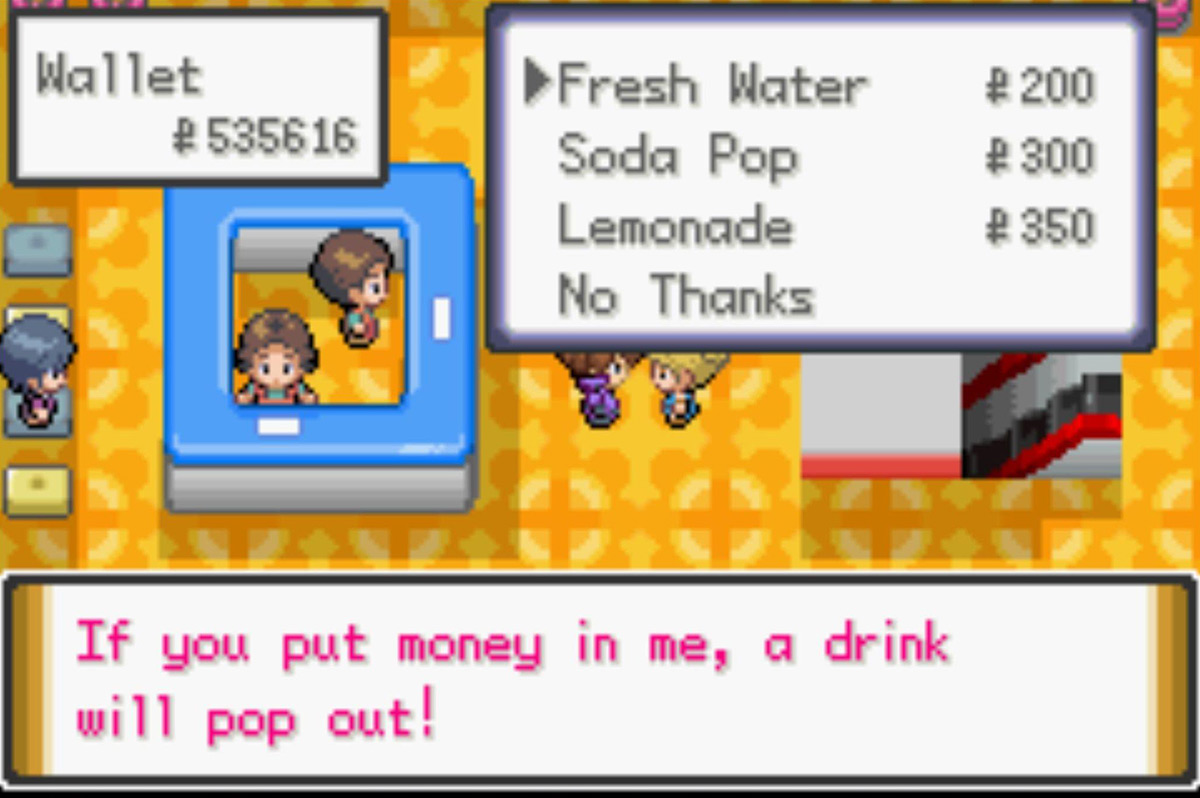 Wallet
₽535616
▶Fresh Water ₽200
Soda Pop ₽300
Lemonade ₽350
No Thanks
If you put money in me, a drink
will pop out!